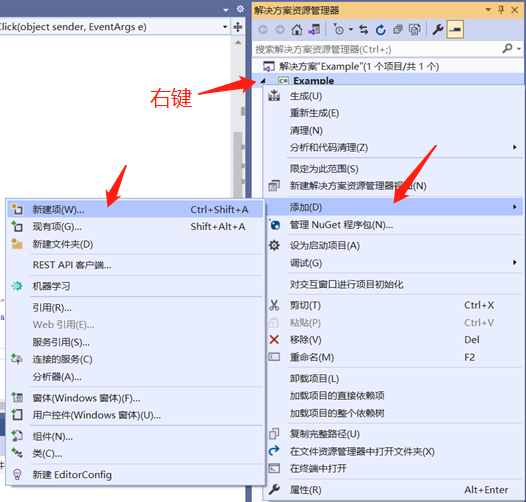 Click(object sender, EventArgs e)
解决方案资源管理器
搜索解决方案资源管理器(Ctrl+;)
解决方案"Example"(1 个项目/共 1 个)
C# Example
右键
生成(U)
重新生成(E)
清理(N)
分析和代码清理(Z)
限定为此范围(S)
新建解决方案资源管理器视图(N)
添加(D)
管理 NuGet 程序包(N)...
设为启动项目(A)
调试(G)
对交互窗口进行项目初始化
剪切(T) Ctrl+X
粘贴(P) Ctrl+V
移除(V) Del
重命名(M) F2
卸载项目(L)
加载项目的直接依赖项
加载项目的整个依赖树
复制完整路径(U)
在文件资源管理器中打开文件夹(X)
在终端中打开
属性(R) Alt+Enter
新建项(W)... Ctrl+Shift+A
现有项(G)... Shift+Alt+A
新建文件夹(D)
REST API 客户端...
机器学习
引用(R)...
Web 引用(E)...
服务引用(S)...
连接的服务(C)
分析器(A)...
窗体(Windows 窗体)(F)...
用户控件(Windows 窗体)(U)...
组件(N)...
类(C)...
新建 EditorConfig